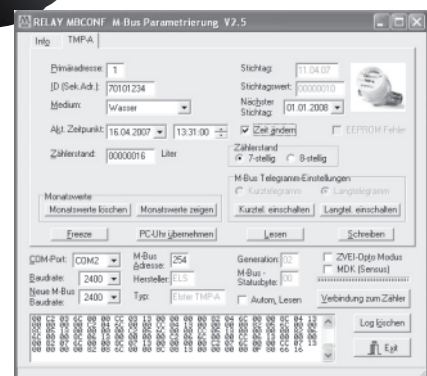 RELAY MBCONF M-Bus Parametrierung V2.5
Info TMP-A
Primäradresse: 1 Stichtag: 11.04.07
ID (Sek.Adr.): 70101234 Stichtagswert: 00000010
Medium: Wasser Nächster Stichtag: 01.01.2008
Akt. Zeitpunkt: 16.04.2007 13:31:00 Zeit ändern EEPROM Fehler
Zählerstand: 00000016 Liter
Zählerstand
7-stellig 8-stellig
M-Bus Telegramm-Einstellungen
Kurztelegramm Langtelegramm
Monatswerte
Monatswerte löschen Monatswerte zeigen Kurztel. einschalten Langtel. einschalten
Freeze PC-Uhr übernehmen Lesen Schreiben
COM-Port: COM2 M-Bus Adresse: 254 Generation: 02 ZVEI-Opto Modus
Baudrate: 2400 Hersteller: ELS M-Bus - Statusbyte: 00 MDK (Sensus)
Neue M-Bus Baudrate: 2400 Typ: Elster TMP-A Autom. Lesen Verbindung zum Zähler
Log löschen
Exit